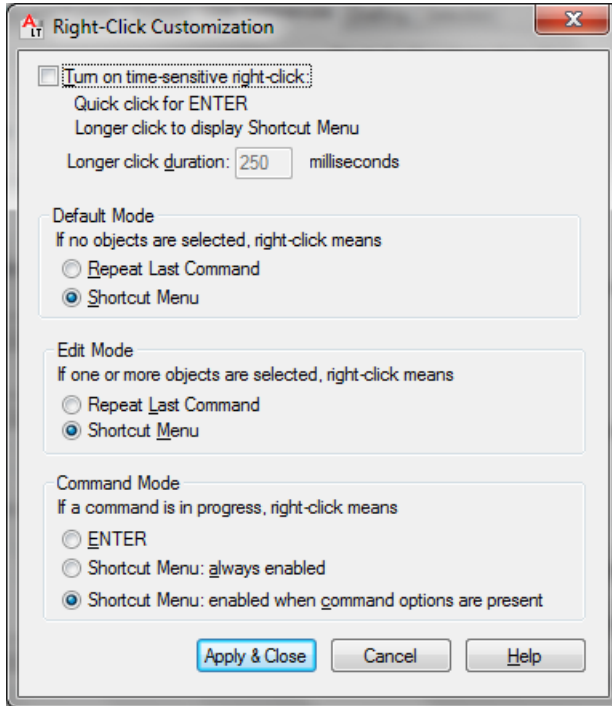 A LT Right-Click Customization
Turn on time-sensitive right-click:
Quick click for ENTER
Longer click to display Shortcut Menu
Longer click duration: 250 milliseconds
Default Mode
If no objects are selected, right-click means
Repeat Last Command
Shortcut Menu
Edit Mode
If one or more objects are selected, right-click means
Repeat Last Command
Shortcut Menu
Command Mode
If a command is in progress, right-click means
ENTER
Shortcut Menu: always enabled
Shortcut Menu: enabled when command options are present
Apply & Close Cancel Help